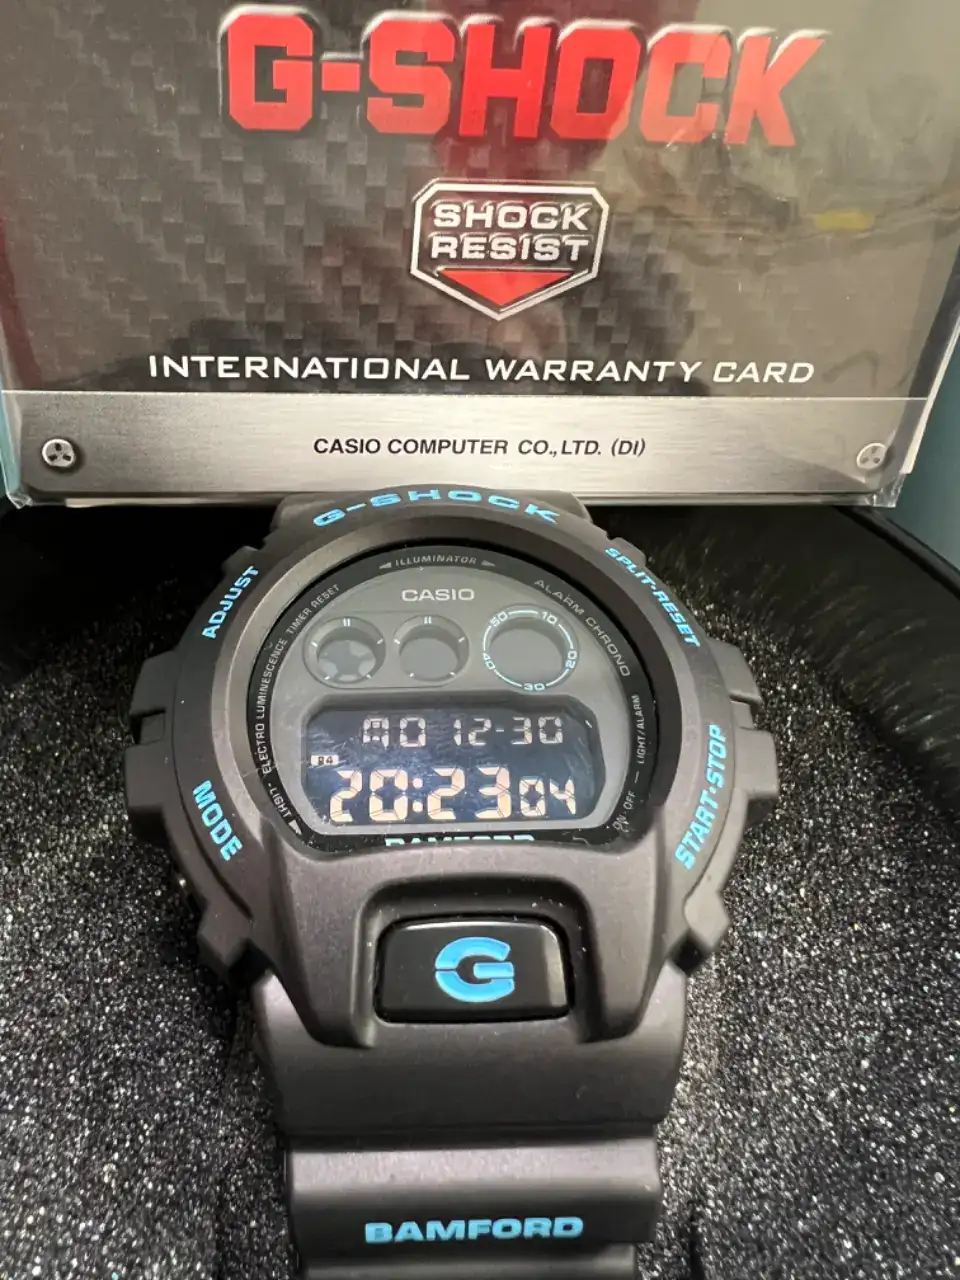 G-SHOCK
SHOCK
RESIST
INTERNATIONAL WARRANTY CARD
CASIO COMPUTER CO., LTD. (DI)
G-SHOCK
ADJUST
SPLIT·RESET
ILLUMINATOR
TIMER RESET
ALARM CHRONO
CASIO
50 10
40 20
30
ELECTRO LUMINESCENCE
LIGHT/ALARM
MO 12-30
24
20:23 04
LIGHT
ON/OFF
BAMFORD
MODE
START·STOP
G
BAMFORD